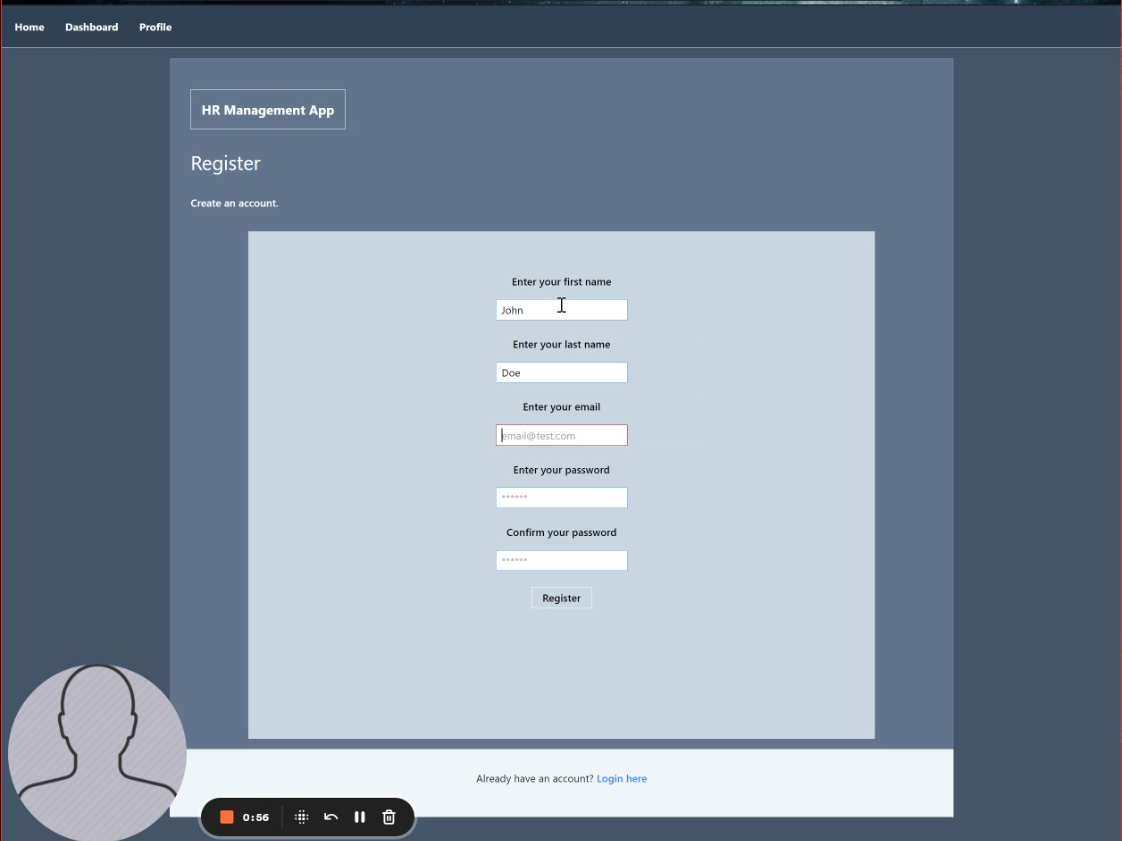 Home Dashboard Profile
HR Management App
Register
Create an account.
Enter your first name
John
Enter your last name
Doe
Enter your email
email@test.com
Enter your password
******
Confirm your password
******
Register
Already have an account? Login here
0:56